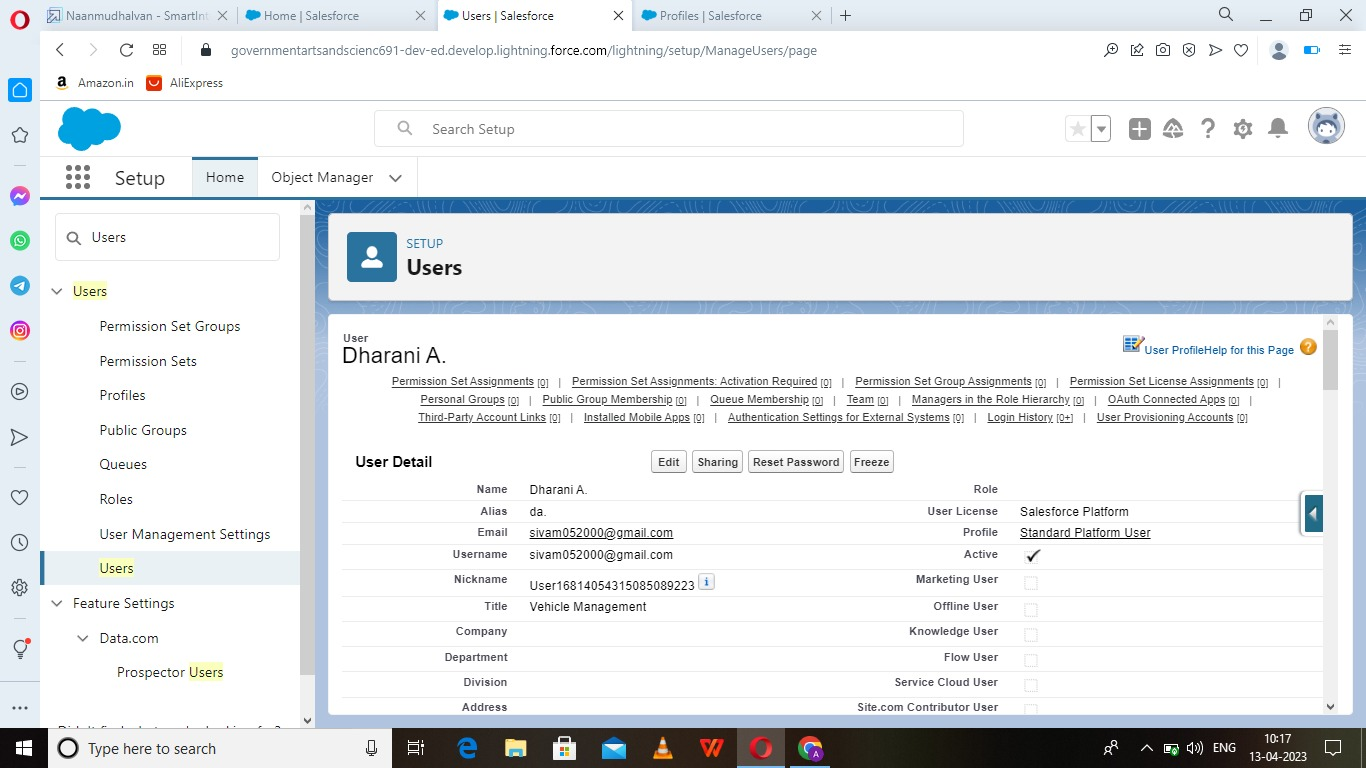 Naanmudhalvan - SmartInt
Home | Salesforce
Users | Salesforce
Profiles | Salesforce
governmentartsandscienc691-dev-ed.develop.lightning.force.com/lightning/setup/ManageUsers/page
Amazon.in
AliExpress
Search Setup
Setup
Home
Object Manager
Users
Users
Permission Set Groups
Permission Sets
Profiles
Public Groups
Queues
Roles
User Management Settings
Users
Feature Settings
Data.com
Prospector Users
SETUP
Users
User
Dharani A.
User ProfileHelp for this Page
Permission Set Assignments [0] | Permission Set Assignments: Activation Required [0] | Permission Set Group Assignments [0] | Permission Set License Assignments [0] |
Personal Groups [0] | Public Group Membership [0] | Queue Membership [0] | Team [0] | Managers in the Role Hierarchy [0] | OAuth Connected Apps [0] |
Third-Party Account Links [0] | Installed Mobile Apps [0] | Authentication Settings for External Systems [0] | Login History [0+] | User Provisioning Accounts [0]
User Detail Edit Sharing Reset Password Freeze
Name Dharani A. Role
Alias da. User License Salesforce Platform
Email sivam052000@gmail.com Profile Standard Platform User
Username sivam052000@gmail.com Active
Nickname User16814054315085089223 i Marketing User
Title Vehicle Management Offline User
Company Knowledge User
Department Flow User
Division Service Cloud User
Address Site.com Contributor User
Type here to search
ENG
10:17
13-04-2023